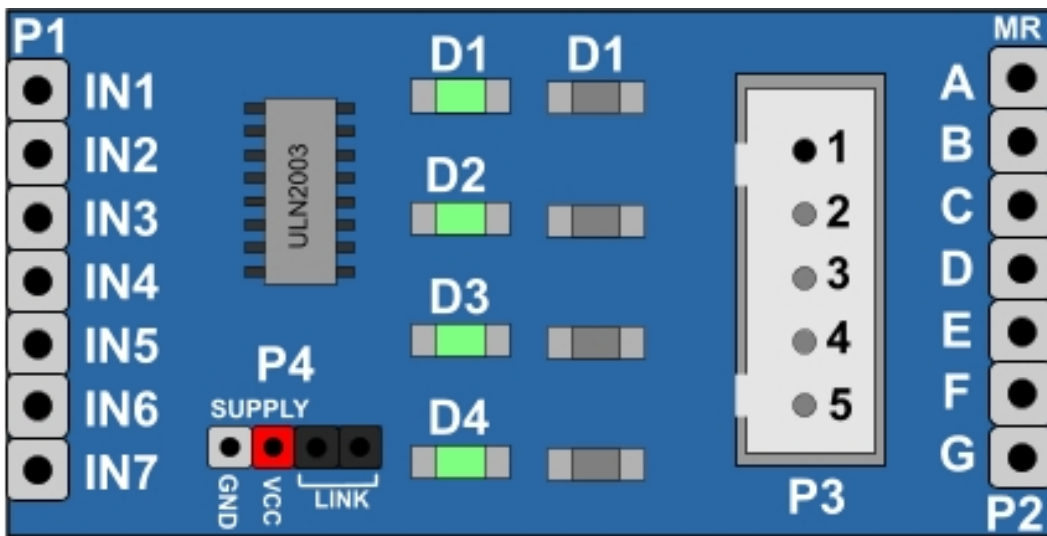 P1
IN1
IN2
IN3
IN4
IN5
IN6
IN7
ULN2003
P4
SUPPLY
GND
VCC
LINK
D1
D1
D2
D3
D4
1
2
3
4
5
P3
MR
A
B
C
D
E
F
G
P2